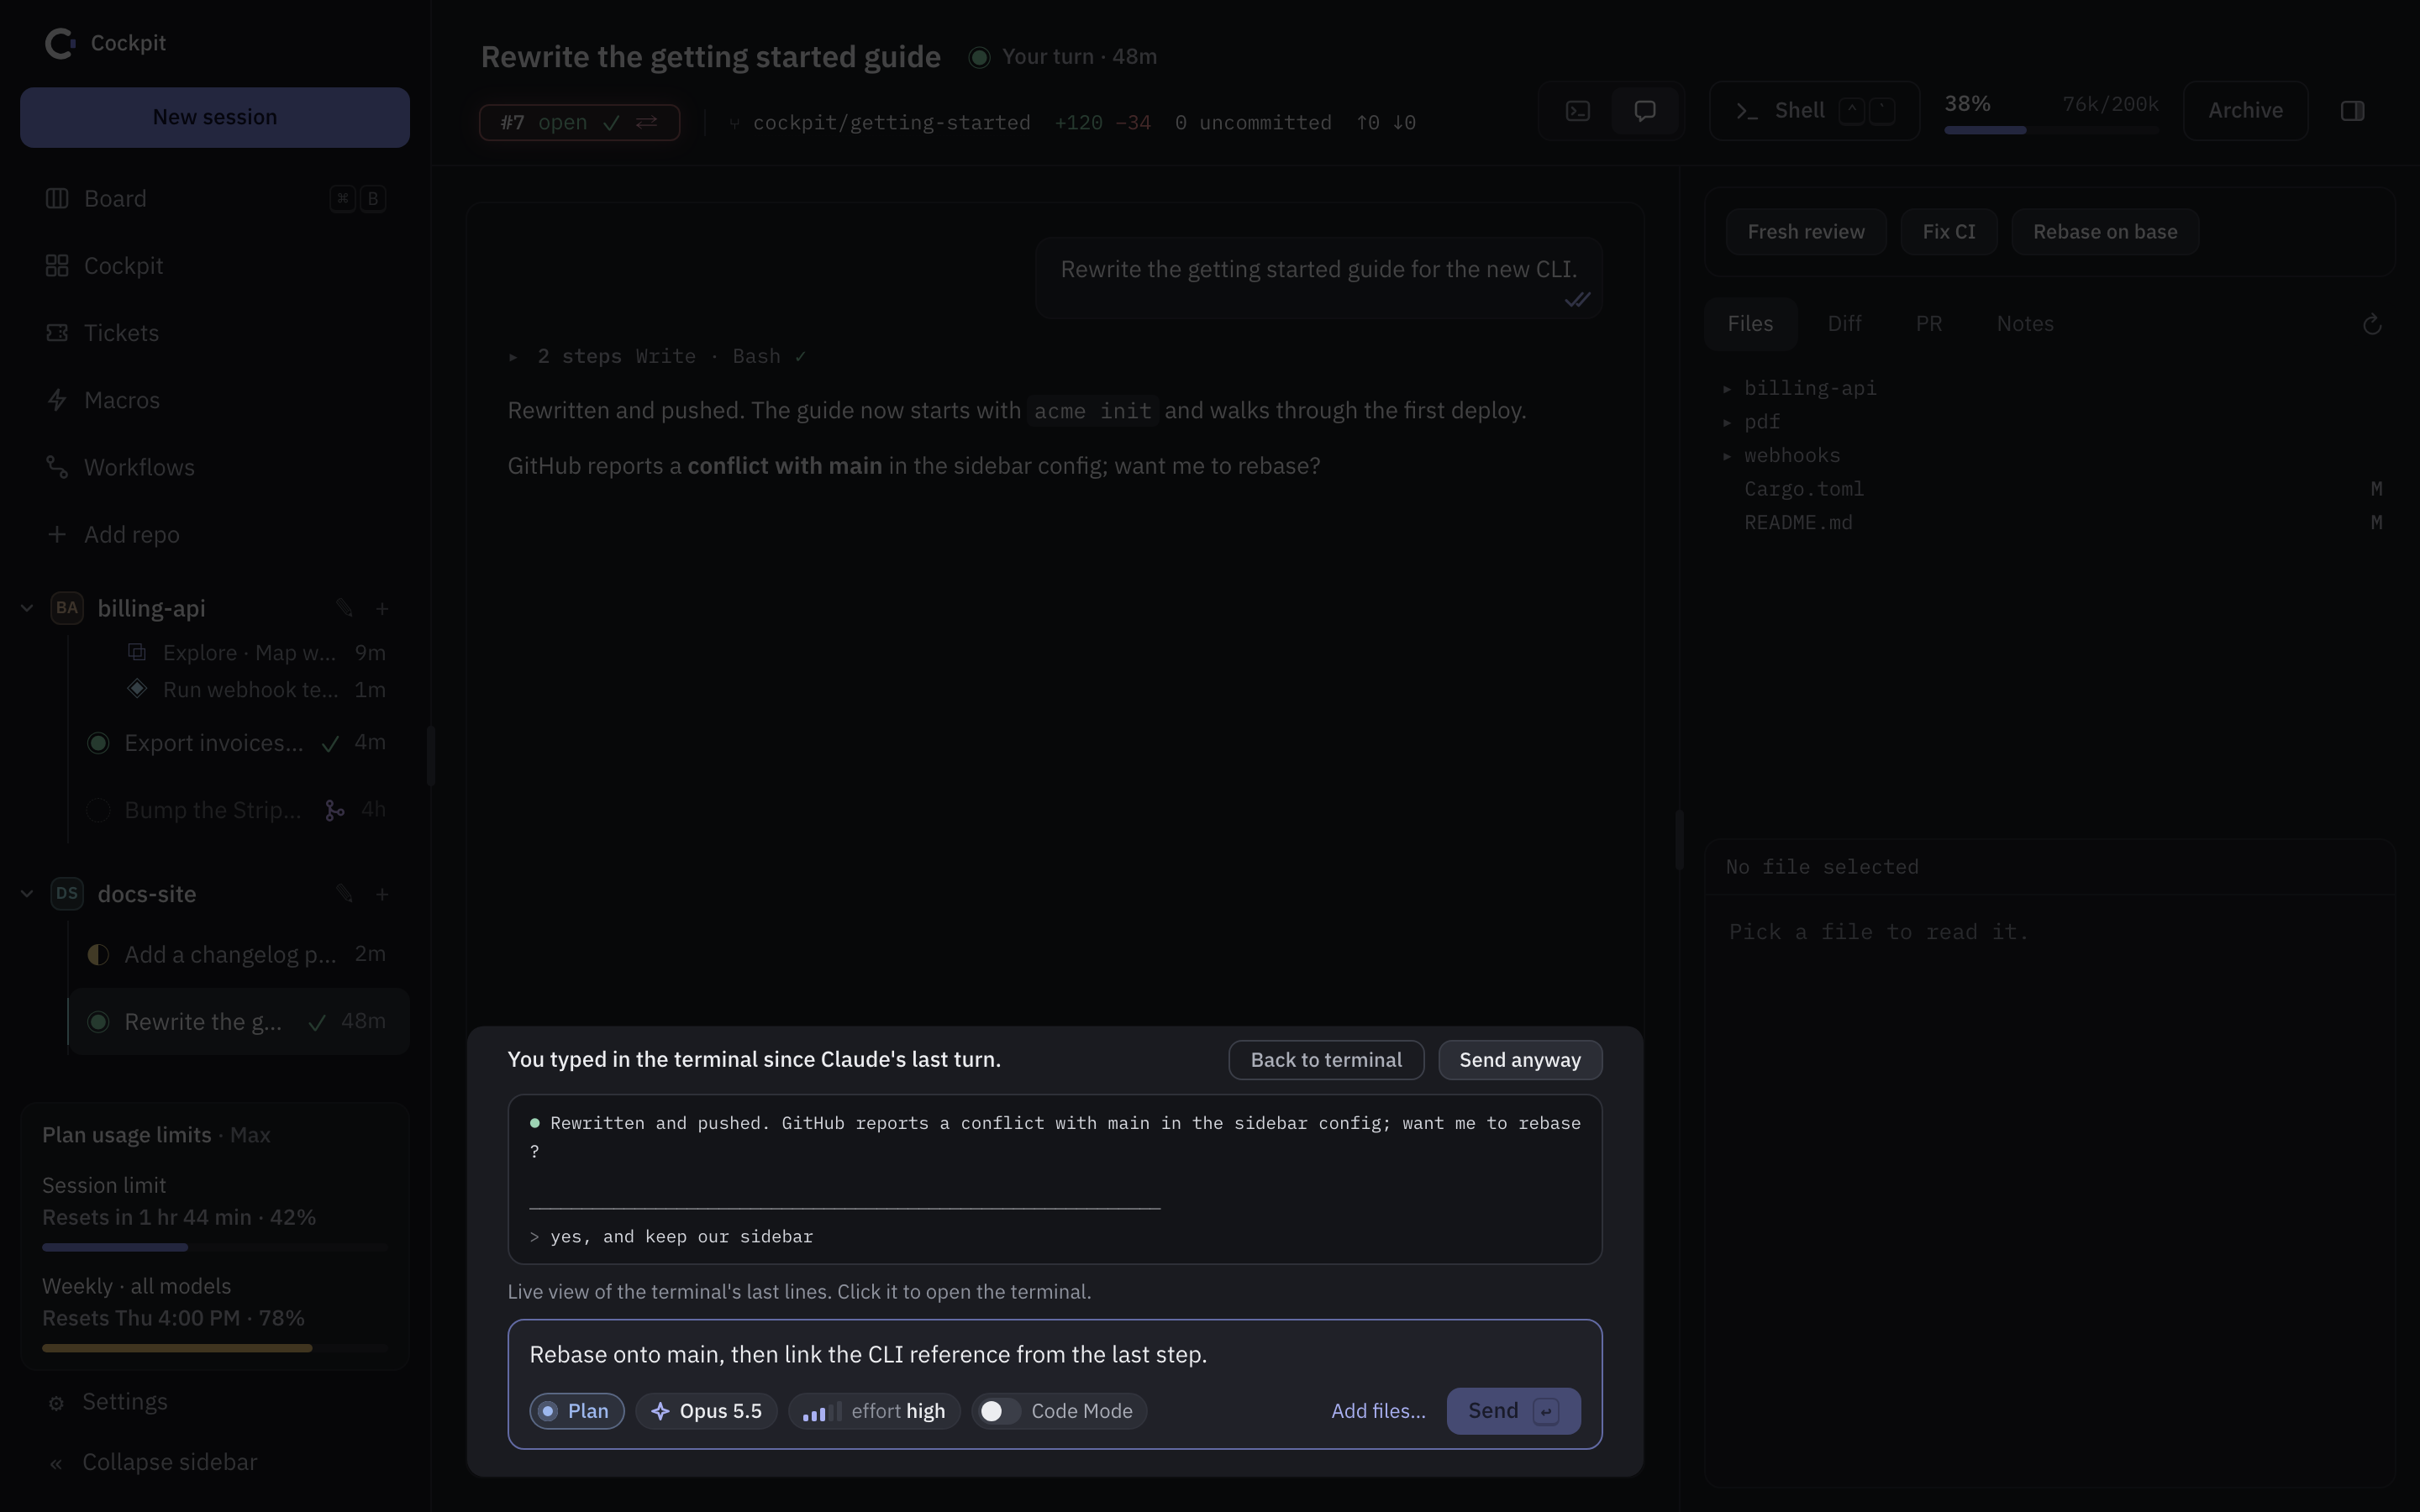 Cockpit
New session
Board ⌘ B
Cockpit
Tickets
Macros
Workflows
Add repo
BA billing-api
Explore · Map w... 9m
Run webhook te... 1m
Export invoices... 4m
Bump the Strip... 4h
DS docs-site
Add a changelog p... 2m
Rewrite the g... 48m
Plan usage limits · Max
Session limit
Resets in 1 hr 44 min · 42%
Weekly · all models
Resets Thu 4:00 PM · 78%
Settings
« Collapse sidebar
Rewrite the getting started guide Your turn · 48m
#7 open ✓ cockpit/getting-started +120 −34 0 uncommitted ↑0 ↓0
Shell ^ ' 38% 76k/200k Archive
Rewrite the getting started guide for the new CLI.
▸ 2 steps Write · Bash ✓
Rewritten and pushed. The guide now starts with acme init and walks through the first deploy.
GitHub reports a conflict with main in the sidebar config; want me to rebase?
You typed in the terminal since Claude's last turn. Back to terminal Send anyway
● Rewritten and pushed. GitHub reports a conflict with main in the sidebar config; want me to rebase
?
> yes, and keep our sidebar
Live view of the terminal's last lines. Click it to open the terminal.
Rebase onto main, then link the CLI reference from the last step.
Plan Opus 5.5 effort high Code Mode Add files... Send ↩
Fresh review Fix CI Rebase on base
Files Diff PR Notes
▸ billing-api
▸ pdf
▸ webhooks
Cargo.toml M
README.md M
No file selected
Pick a file to read it.